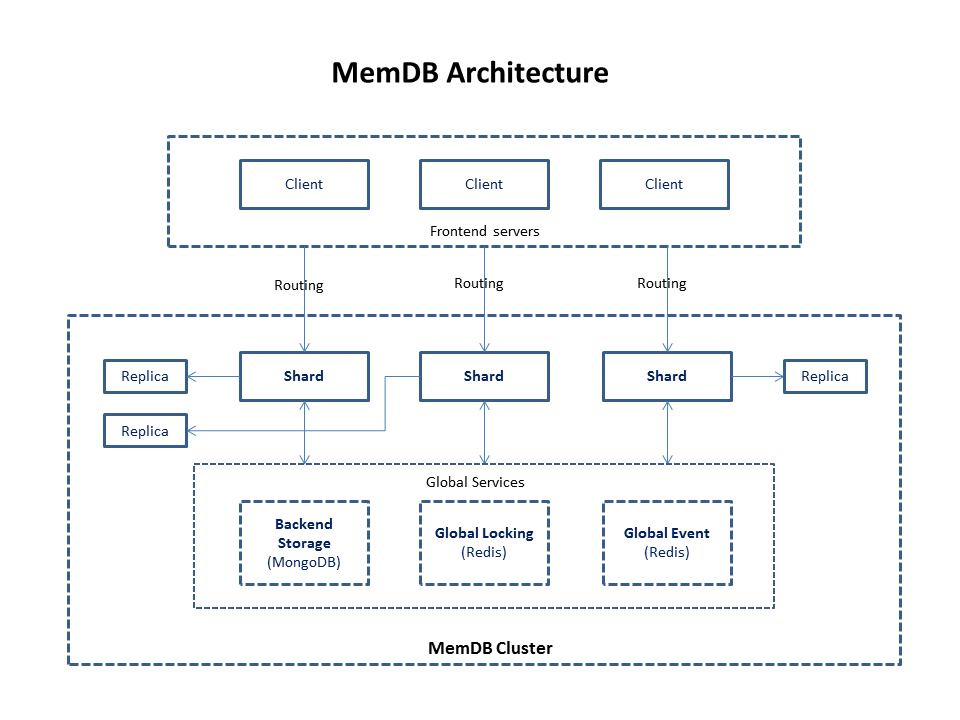 MemDB Architecture
Client
Client
Client
Frontend servers
Routing
Routing
Routing
Replica
Shard
Shard
Shard
Replica
Replica
Global Services
Backend
Storage
(MongoDB)
Global Locking
(Redis)
Global Event
(Redis)
MemDB Cluster